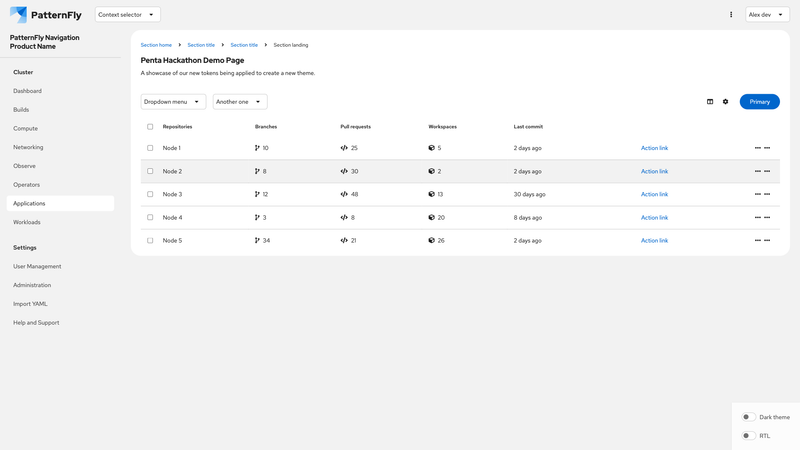 PatternFly
Context selector
Alex dev
PatternFly Navigation
Product Name
Cluster
Dashboard
Builds
Compute
Networking
Observe
Operators
Applications
Workloads
Settings
User Management
Administration
Import YAML
Help and Support
Section home
Section title
Section title
Section landing
Penta Hackathon Demo Page
A showcase of our new tokens being applied to create a new theme.
Dropdown menu
Another one
Primary
Repositories Branches Pull requests Workspaces Last commit
Node 1 10 25 5 2 days ago Action link
Node 2 8 30 2 2 days ago Action link
Node 3 12 48 13 30 days ago Action link
Node 4 3 8 20 8 days ago Action link
Node 5 34 21 26 2 days ago Action link
Dark theme
RTL